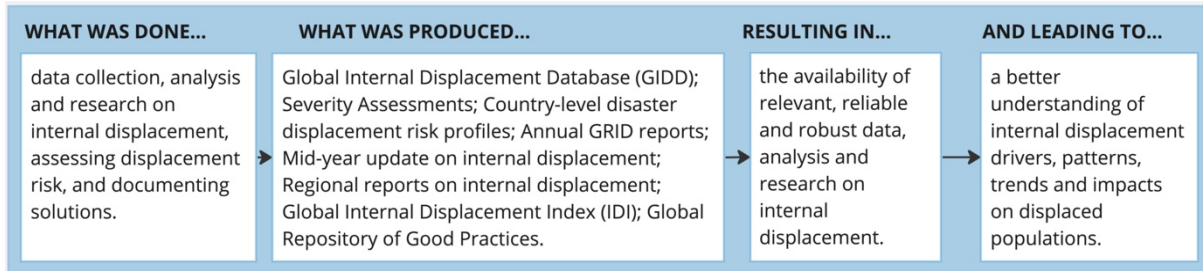 WHAT WAS DONE...
data collection, analysis
and research on
internal displacement,
assessing displacement
risk, and documenting
solutions.
WHAT WAS PRODUCED...
Global Internal Displacement Database (GIDD);
Severity Assessments; Country-level disaster
displacement risk profiles; Annual GRID reports;
Mid-year update on internal displacement;
Regional reports on internal displacement;
Global Internal Displacement Index (IDI); Global
Repository of Good Practices.
RESULTING IN...
the availability of
relevant, reliable
and robust data,
analysis and
research on
internal
displacement.
AND LEADING TO...
a better
understanding of
internal displacement
drivers, patterns,
trends and impacts
on displaced
populations.